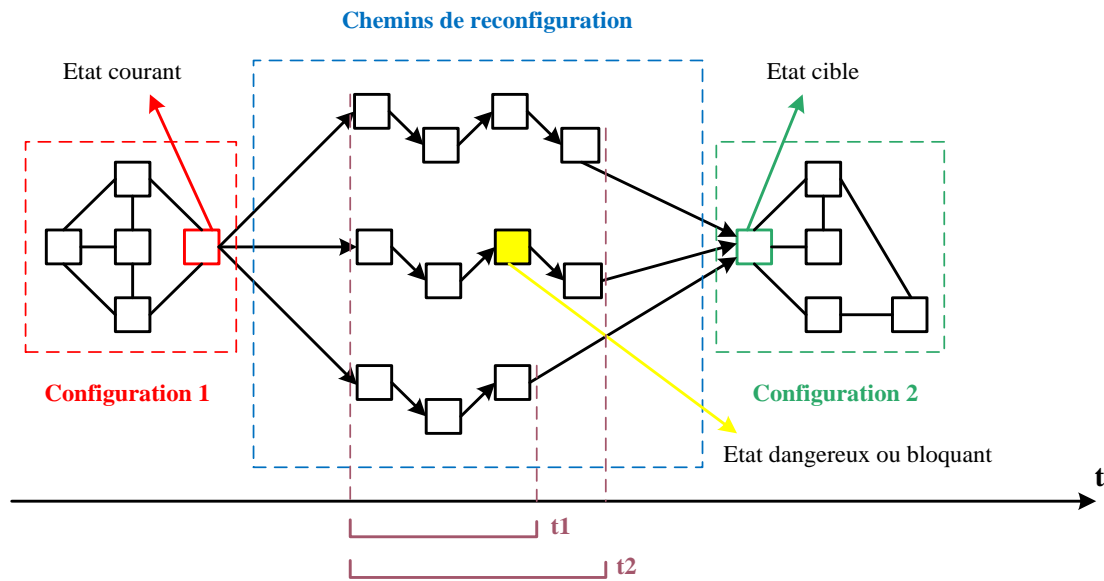 Chemins de reconfiguration
Etat courant
Etat cible
Configuration 1
Configuration 2
Etat dangereux ou bloquant
t
t1
t2